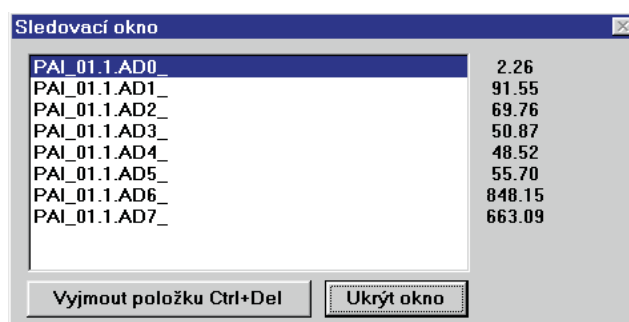 Sledovací okno
PAI_01.1.AD0_ 2.26
PAI_01.1.AD1_ 91.55
PAI_01.1.AD2_ 69.76
PAI_01.1.AD3_ 50.87
PAI_01.1.AD4_ 48.52
PAI_01.1.AD5_ 55.70
PAI_01.1.AD6_ 848.15
PAI_01.1.AD7_ 663.09
Vyjmout položku Ctrl+Del Ukrýt okno